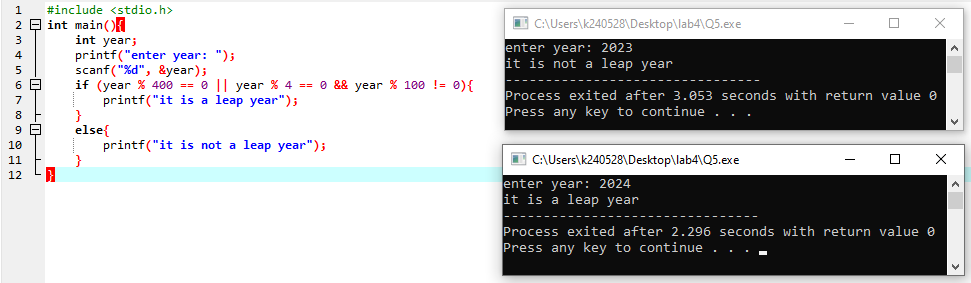 1 #include <stdio.h>
2 int main(){
3 int year;
4 printf("enter year: ");
5 scanf("%d", &year);
6 if (year % 400 == 0 || year % 4 == 0 && year % 100 != 0){
7 printf("it is a leap year");
8 }
9 else{
10 printf("it is not a leap year");
11 }
12 }
C:\Users\k240528\Desktop\lab4\Q5.exe
enter year: 2023
it is not a leap year
--------------------------------
Process exited after 3.053 seconds with return value 0
Press any key to continue . . .
C:\Users\k240528\Desktop\lab4\Q5.exe
enter year: 2024
it is a leap year
--------------------------------
Process exited after 2.296 seconds with return value 0
Press any key to continue . . .